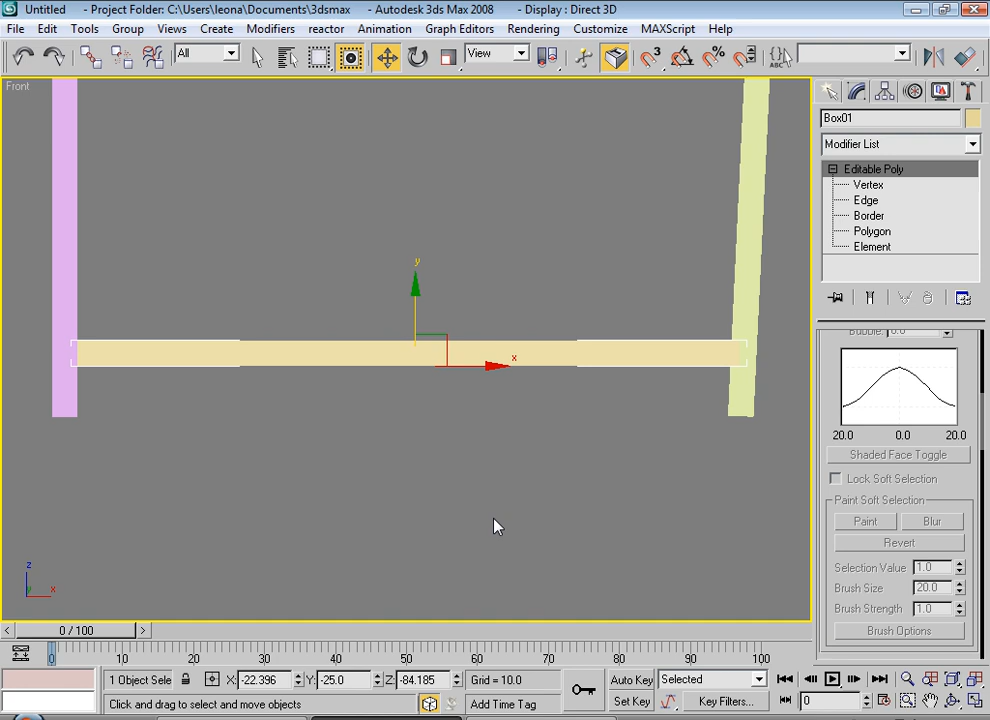 Untitled - Project Folder: C:\Users\leona\Documents\3dsmax - Autodesk 3ds Max 2008 - Display : Direct 3D
File Edit Tools Group Views Create Modifiers reactor Animation Graph Editors Rendering Customize MAXScript Help
All View 3 % ABC
Front
Box01
Modifier List
Editable Poly
Vertex
Edge
Border
Polygon
Element
y
x
Bubble: 0.0
20.0 0.0 20.0
Shaded Face Toggle
Lock Soft Selection
Paint Soft Selection
Paint Blur
Revert
Selection Value 1.0
Brush Size 20.0
Brush Strength 1.0
Brush Options
z
y x
< 0 / 100 >
0 10 20 30 40 50 60 70 80 90 100
1 Object Sele X: -22.396 Y: -25.0 Z: -84.185 Grid = 10.0 Auto Key Selected
Click and drag to select and move objects Add Time Tag Set Key Key Filters... 0